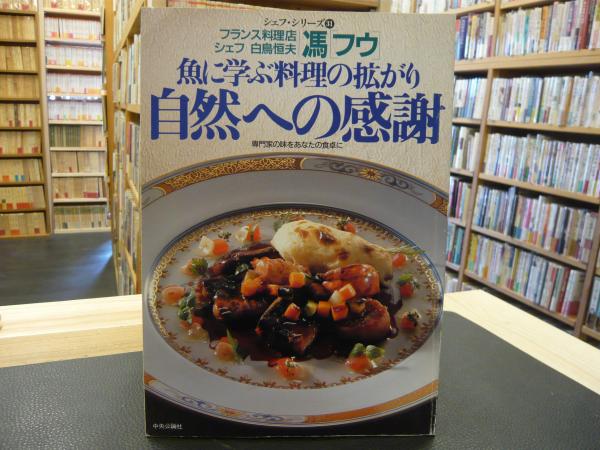 シェフ・シリーズ31
フランス料理店
シェフ 白鳥恒夫
馮「フウ」
魚に学ぶ料理の拡がり
自然への感謝
専門家の味をあなたの食卓に
中央公論社